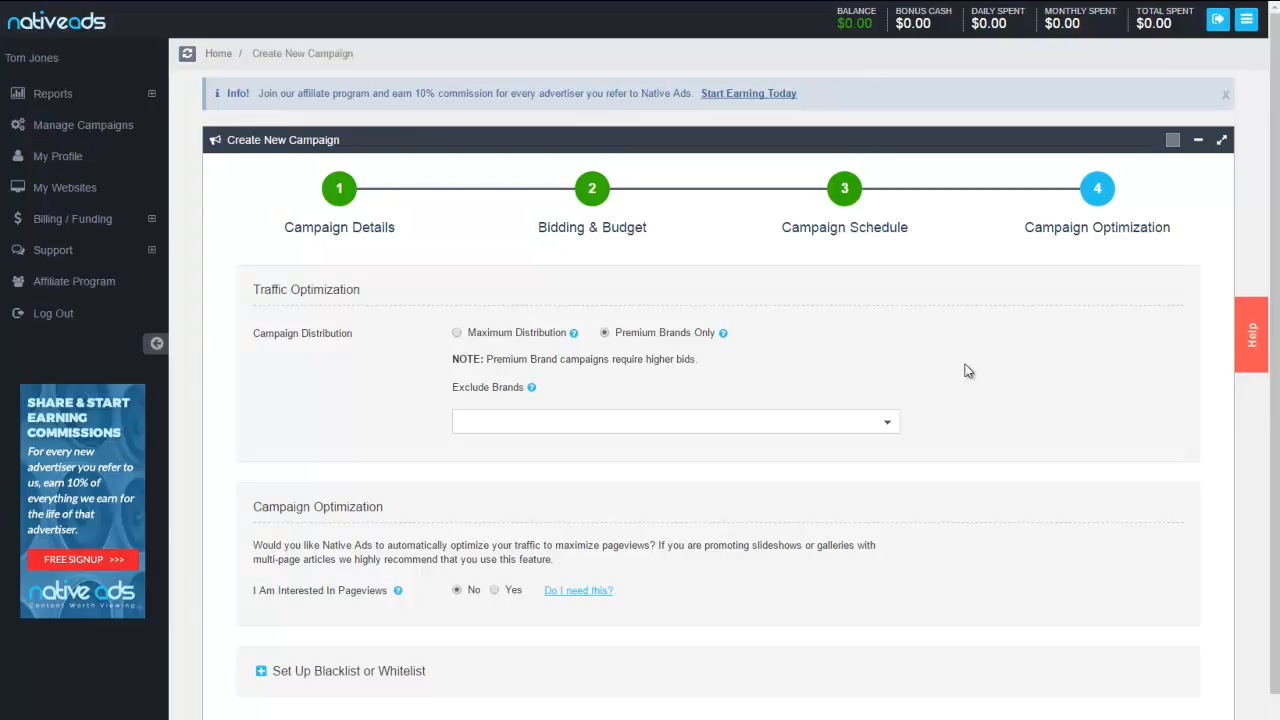 nativeads
BALANCE
$0.00
BONUS CASH
$0.00
DAILY SPENT
$0.00
MONTHLY SPENT
$0.00
TOTAL SPENT
$0.00
Tom Jones
Reports
Manage Campaigns
My Profile
My Websites
Billing / Funding
Support
Affiliate Program
Log Out
SHARE & START
EARNING
COMMISSIONS
For every new
advertiser you refer to
us, earn 10% of
everything we earn for
the life of that
advertiser.
FREE SIGNUP >>>
native ads
Content Worth Viewing
Home / Create New Campaign
Info! Join our affiliate program and earn 10% commission for every advertiser you refer to Native Ads. Start Earning Today
x
Create New Campaign
1
2
3
4
Campaign Details
Bidding & Budget
Campaign Schedule
Campaign Optimization
Traffic Optimization
Campaign Distribution
Maximum Distribution ?
Premium Brands Only ?
NOTE: Premium Brand campaigns require higher bids.
Exclude Brands ?
Campaign Optimization
Would you like Native Ads to automatically optimize your traffic to maximize pageviews? If you are promoting slideshows or galleries with
multi-page articles we highly recommend that you use this feature.
I Am Interested In Pageviews ? No Yes Do I need this?
Set Up Blacklist or Whitelist
Help